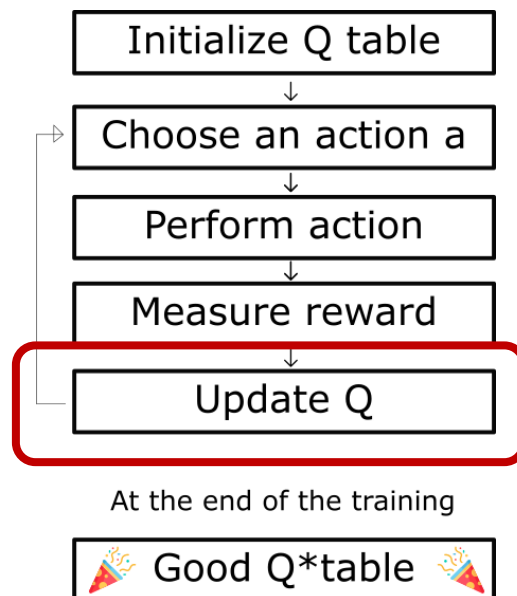 Initialize Q table
Choose an action a
Perform action
Measure reward
Update Q
At the end of the training
Good Q*table